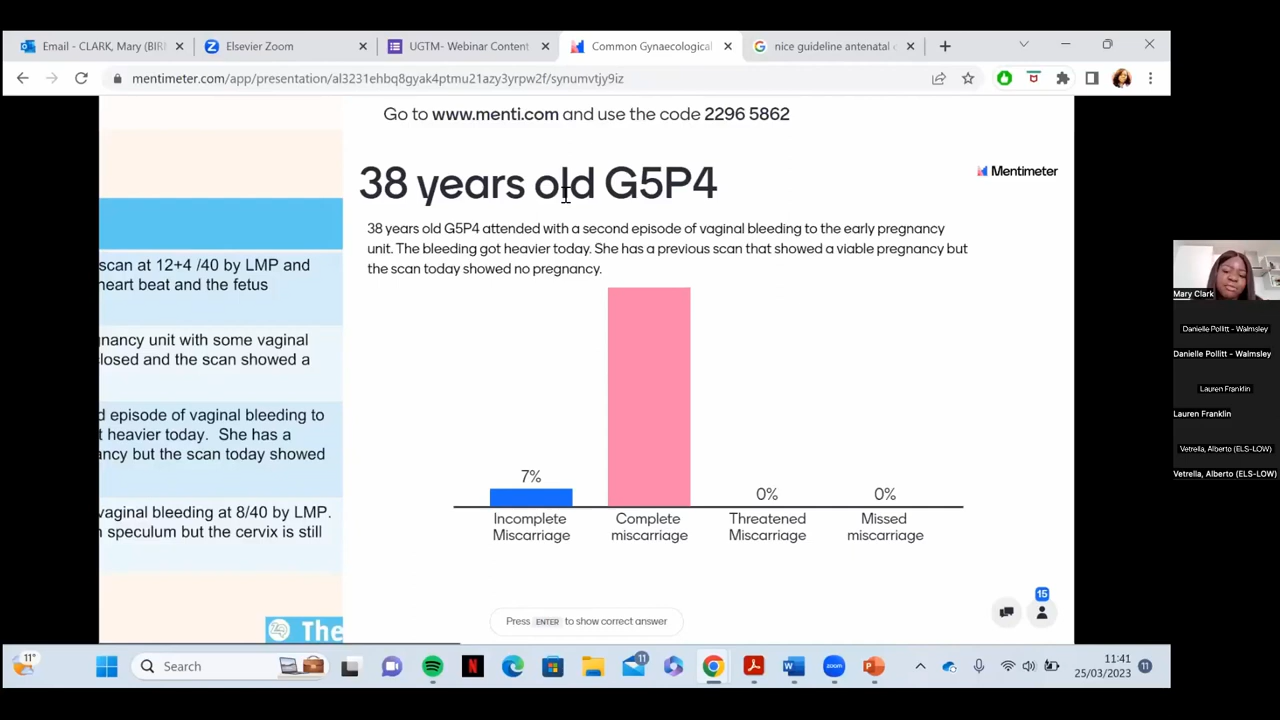 Email - CLARK, Mary (BIR
Elsevier Zoom
UGTM- Webinar Content
Common Gynaecological
nice guideline antenatal c
mentimeter.com/app/presentation/al3231ehbq8gyak4ptmu21azy3yrpw2f/synumvtjy9iz
Go to www.menti.com and use the code 2296 5862
Mentimeter
38 years old G5P4
38 years old G5P4 attended with a second episode of vaginal bleeding to the early pregnancy
unit. The bleeding got heavier today. She has a previous scan that showed a viable pregnancy but
the scan today showed no pregnancy.
scan at 12+4 /40 by LMP and
heart beat and the fetus
nancy unit with some vaginal
losed and the scan showed a
d episode of vaginal bleeding to
t heavier today. She has a
ancy but the scan today showed
vaginal bleeding at 8/40 by LMP.
n speculum but the cervix is still
The
7%
0%
0%
Incomplete
Miscarriage
Complete
miscarriage
Threatened
Miscarriage
Missed
miscarriage
Press ENTER to show correct answer
15
Mary Clark
Danielle Pollitt - Walmsley
Danielle Pollitt - Walmsley
Lauren Franklin
Lauren Franklin
Vetrella, Alberto (ELS-LOW)
Vetrella, Alberto (ELS-LOW)
11°
Search
11
11:41
25/03/2023
11